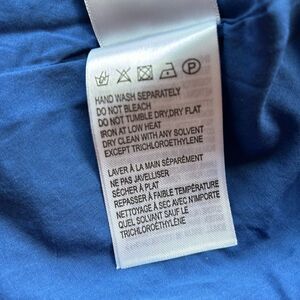 P
HAND WASH SEPARATELY
DO NOT BLEACH
DO NOT TUMBLE DRY,DRY FLAT
IRON AT LOW HEAT
DRY CLEAN WITH ANY SOLVENT
EXCEPT TRICHLOROETHYLENE
LAVER À LA MAIN SÉPARÉMENT
NE PAS JAVELLISER
SÉCHER À PLAT
REPASSER À FAIBLE TEMPÉRATURE
NETTOYAGE À SEC AVEC N'IMPORTE
QUEL SOLVANT SAUF LE
TRICHLOROÉTHYLÈNE